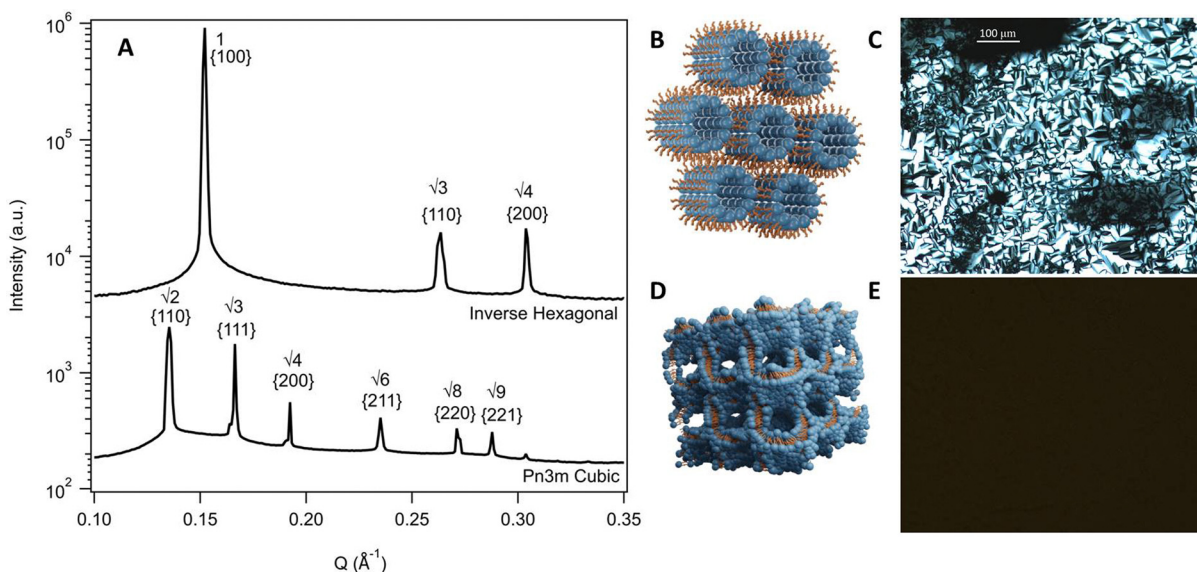 A
B
C
D
E
100 μm
10⁶
10⁵
10⁴
10³
10²
Intensity (a.u.)
1
{100}
√3
{110}
√4
{200}
Inverse Hexagonal
√2
{110}
√3
{111}
√4
{200}
√6
{211}
√8
{220}
√9
{221}
Pn3m Cubic
0.10
0.15
0.20
0.25
0.30
0.35
Q (Å⁻¹)